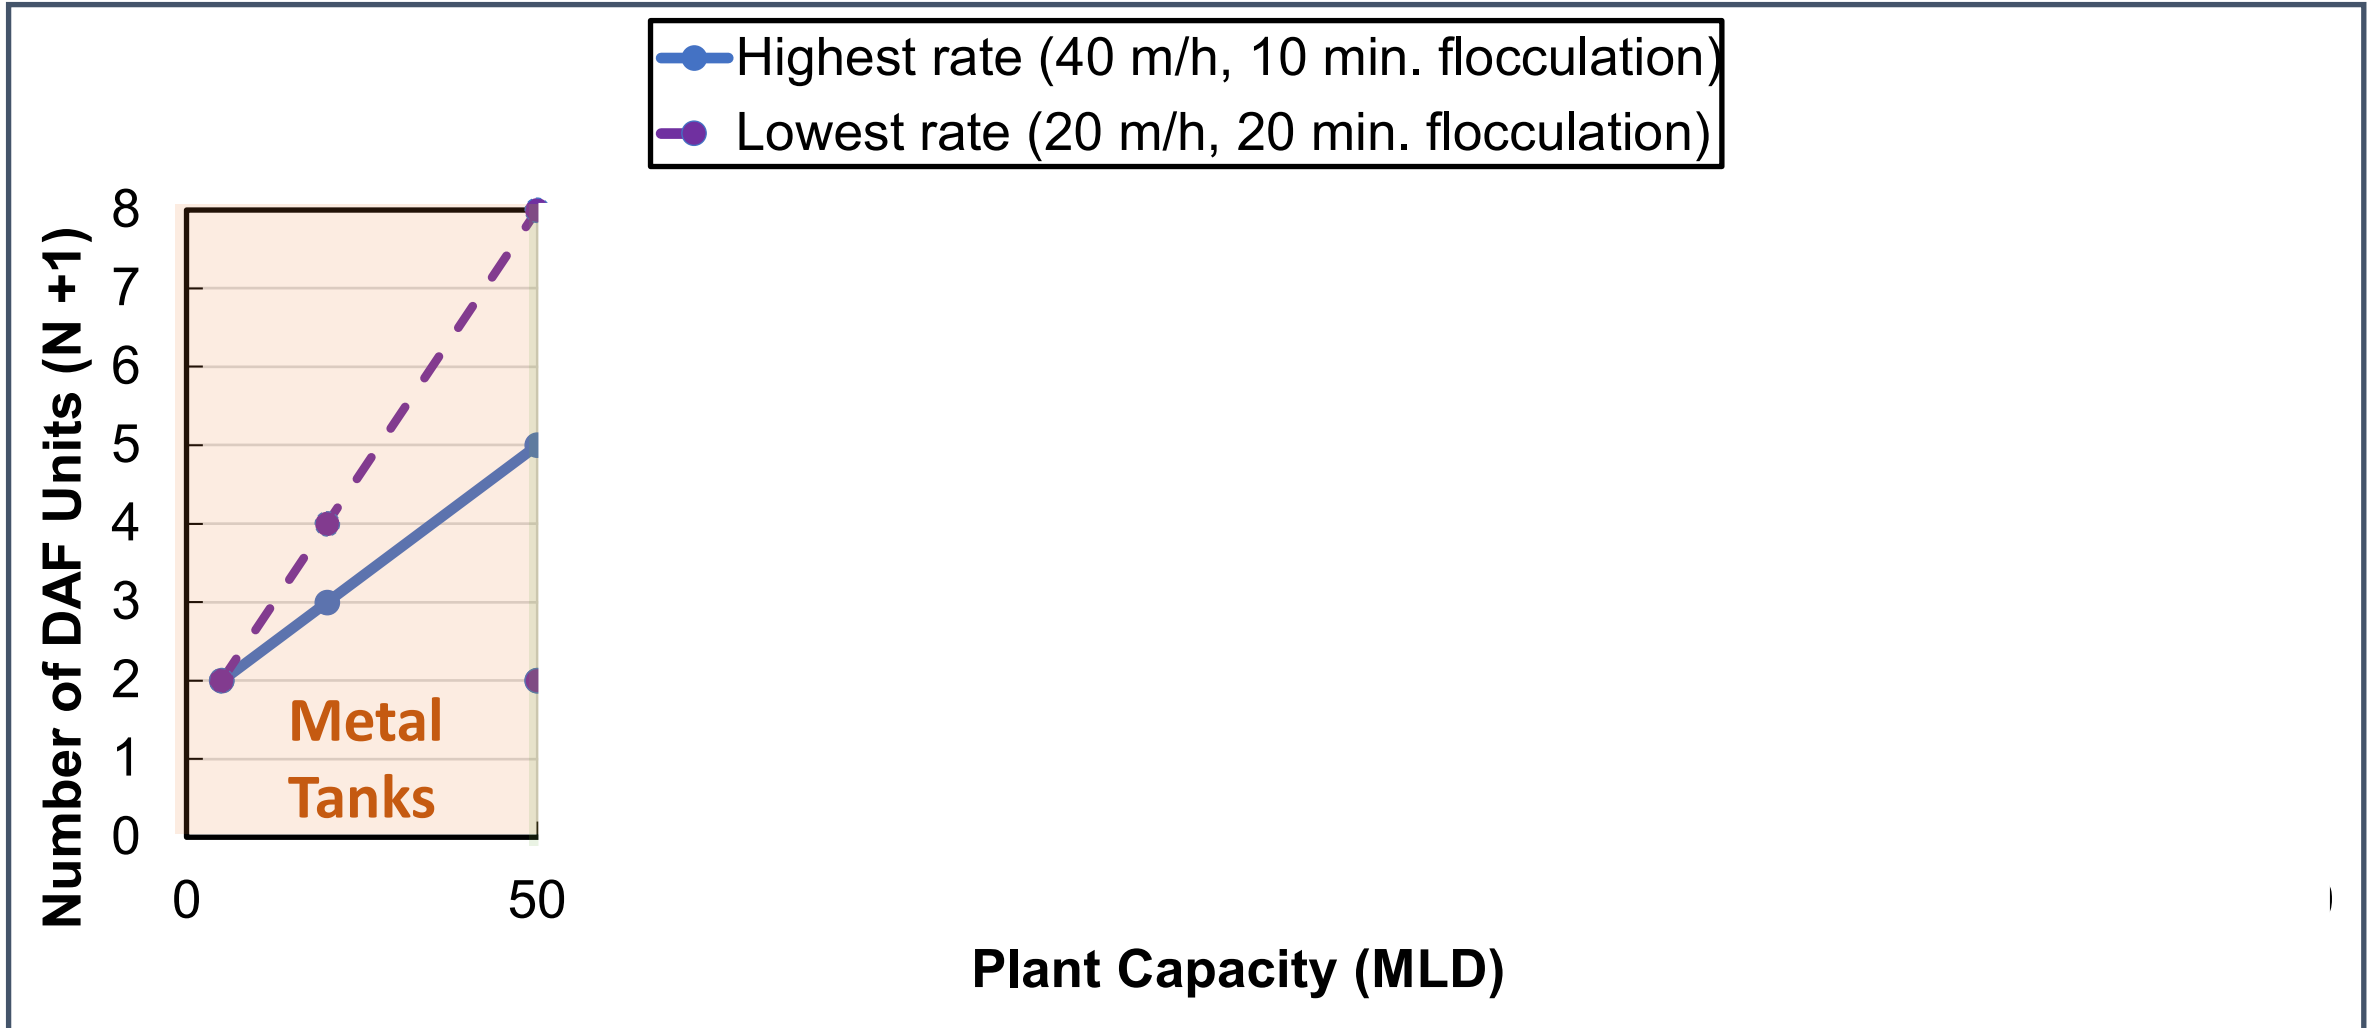 Highest rate (40 m/h, 10 min. flocculation)
Lowest rate (20 m/h, 20 min. flocculation)
Number of DAF Units (N +1)
8
7
6
5
4
3
2
1
0
Metal
Tanks
0 50
Plant Capacity (MLD)